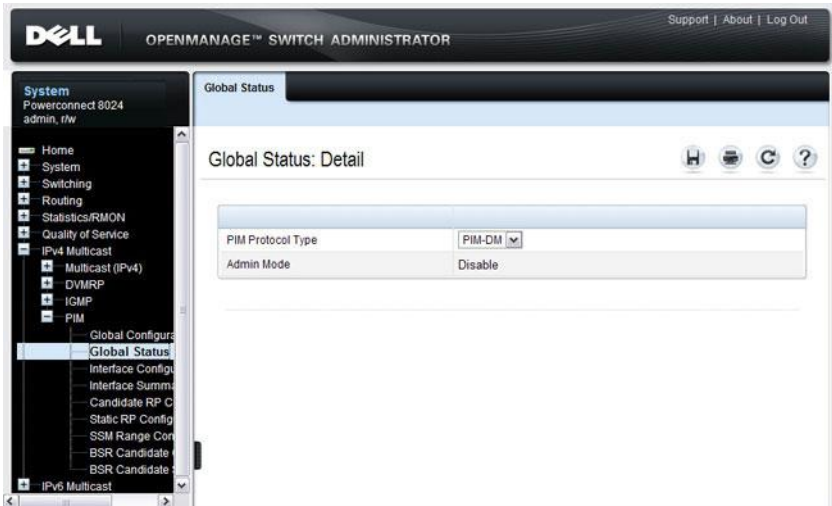 Support | About | Log Out
DELL OPENMANAGE™ SWITCH ADMINISTRATOR
System
Powerconnect 8024
admin, r/w
Home
System
Switching
Routing
Statistics/RMON
Quality of Service
IPv4 Multicast
Multicast (IPv4)
DVMRP
IGMP
PIM
Global Configura
Global Status
Interface Configu
Interface Summa
Candidate RP C
Static RP Config
SSM Range Con
BSR Candidate
BSR Candidate
IPv6 Multicast
Global Status
Global Status: Detail
PIM Protocol Type PIM-DM
Admin Mode Disable